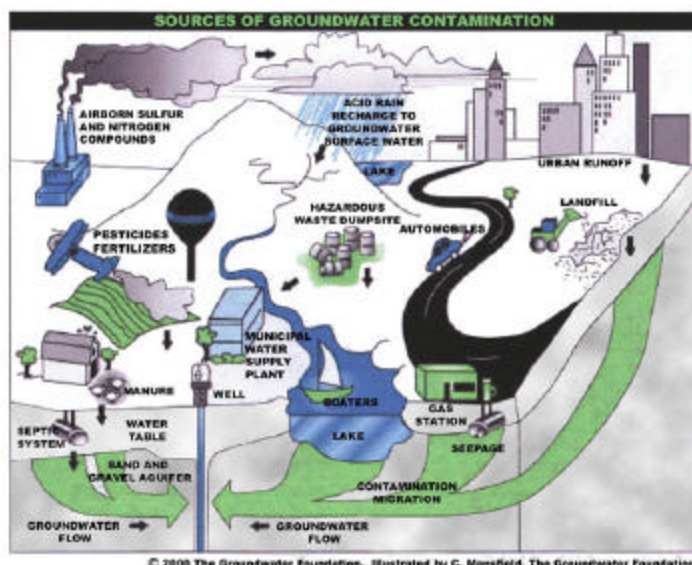 SOURCES OF GROUNDWATER CONTAMINATION
AIRBORN SULFUR
AND NITROGEN
COMPOUNDS
ACID RAIN
RECHARGE TO
GROUNDWATER
SURFACE WATER
LAKE
URBAN RUNOFF
LANDFILL
HAZARDOUS
WASTE DUMPSITE
AUTOMOBILES
PESTICIDES
FERTILIZERS
MUNICIPAL
WATER
SUPPLY
PLANT
MANURE
WELL
BOATERS
LAKE
GAS
STATION
SEEPAGE
SEPTIC
SYSTEM
WATER
TABLE
SAND AND
GRAVEL AQUIFER
CONTAMINATION
MIGRATION
GROUNDWATER
FLOW
GROUNDWATER
FLOW
© 2000 The Groundwater Foundation. Illustrated by C. Mansfield, The Groundwater Foundation